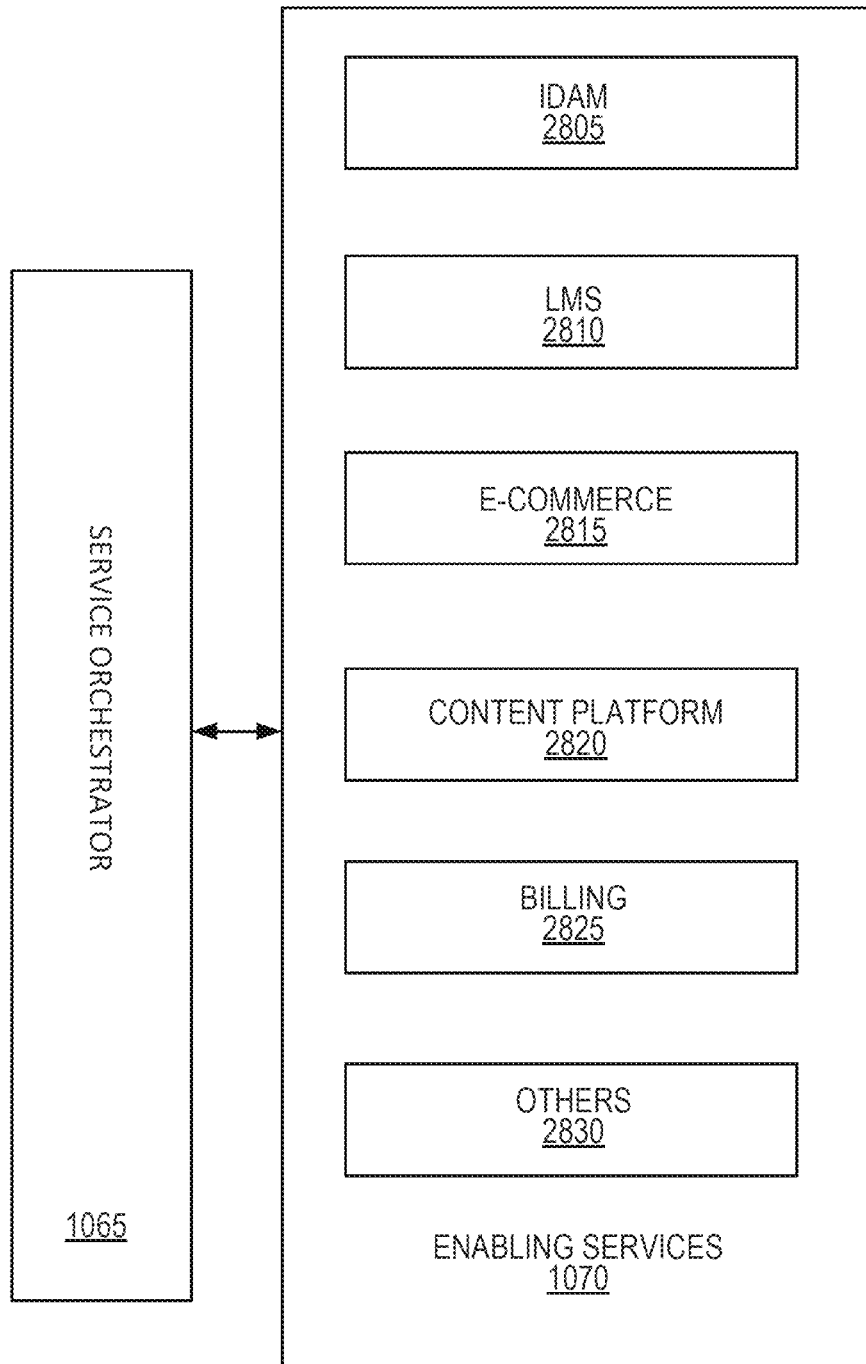 IDAM
2805
LMS
2810
E-COMMERCE
2815
CONTENT PLATFORM
2820
BILLING
2825
OTHERS
2830
ENABLING SERVICES
1070
SERVICE ORCHESTRATOR
1065